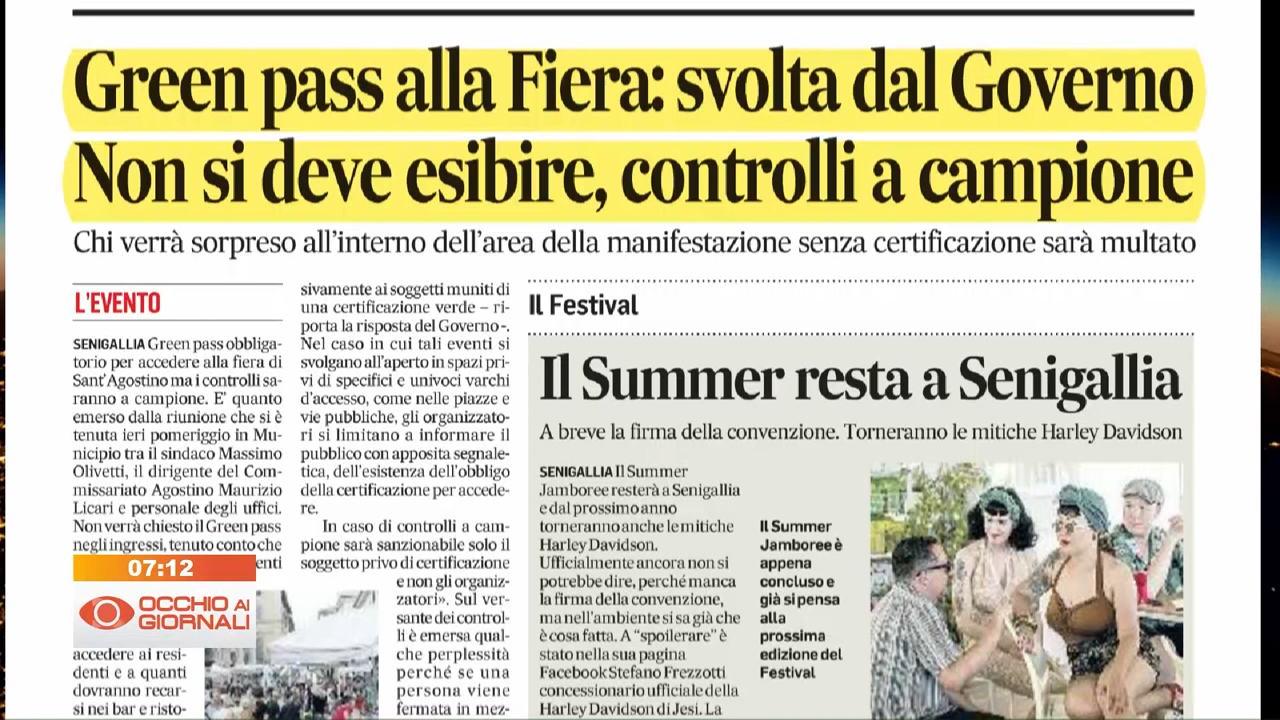 Green pass alla Fiera: svolta dal Governo
Non si deve esibire, controlli a campione
Chi verrà sorpreso all'interno dell'area della manifestazione senza certificazione sarà multato
L'EVENTO
SENIGALLIA Green pass obbliga-
torio per accedere alla fiera di
Sant'Agostino ma i controlli sa-
ranno a campione. E' quanto
emerso dalla riunione che si è
tenuta ieri pomeriggio in Mu-
nicipio tra il sindaco Massimo
Olivetti, il dirigente del Com-
missariato Agostino Maurizio
Licari e personale degli uffici.
Non verrà chiesto il Green pass
negli ingressi, tenuto conto che
enti
accedere ai resi-
denti e a quanti
dovranno recar-
si nei bar e risto-
sivamente ai soggetti muniti di
una certificazione verde – ri-
porta la risposta del Governo-.
Nel caso in cui tali eventi si
svolgano all'aperto in spazi pri-
vi di specifici e univoci varchi
d'accesso, come nelle piazze e
vie pubbliche, gli organizzato-
ri si limitano a informare il
pubblico con apposita segnale-
tica, dell'esistenza dell'obbligo
della certificazione per accede-
re.
In caso di controlli a cam-
pione sarà sanzionabile solo il
soggetto privo di certificazione
e non gli organiz-
zatori». Sul ver-
sante dei control-
li è emersa qual-
che perplessità
perché se una
persona viene
fermata in mez-
Il Festival
Il Summer resta a Senigallia
A breve la firma della convenzione. Torneranno le mitiche Harley Davidson
SENIGALLIA Il Summer
Jamboree resterà a Senigallia
e dal prossimo anno
torneranno anche le mitiche
Harley Davidson.
Ufficialmente ancora non si
potrebbe dire, perché manca
la firma della convenzione,
ma nell'ambiente si sa già che
è cosa fatta. A "spoilerare" è
stato nella sua pagina
Facebook Stefano Frezzotti
concessionario ufficiale della
Harley Davidson di Jesi. La
Il Summer
Jamboree è
appena
concluso e
già si pensa
alla
prossima
edizione del
Festival
07:12
OCCHIO AI
GIORNALI